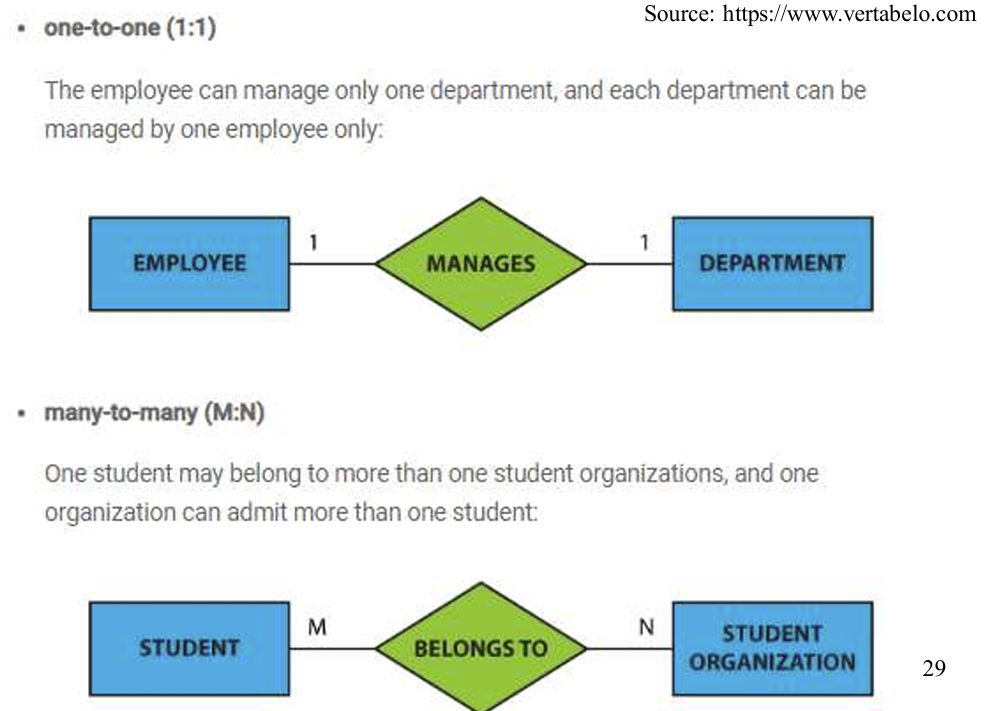 Source: https://www.vertabelo.com
• one-to-one (1:1)
The employee can manage only one department, and each department can be
managed by one employee only:
EMPLOYEE 1 MANAGES 1 DEPARTMENT
• many-to-many (M:N)
One student may belong to more than one student organizations, and one
organization can admit more than one student:
STUDENT M BELONGS TO N STUDENT
ORGANIZATION
29